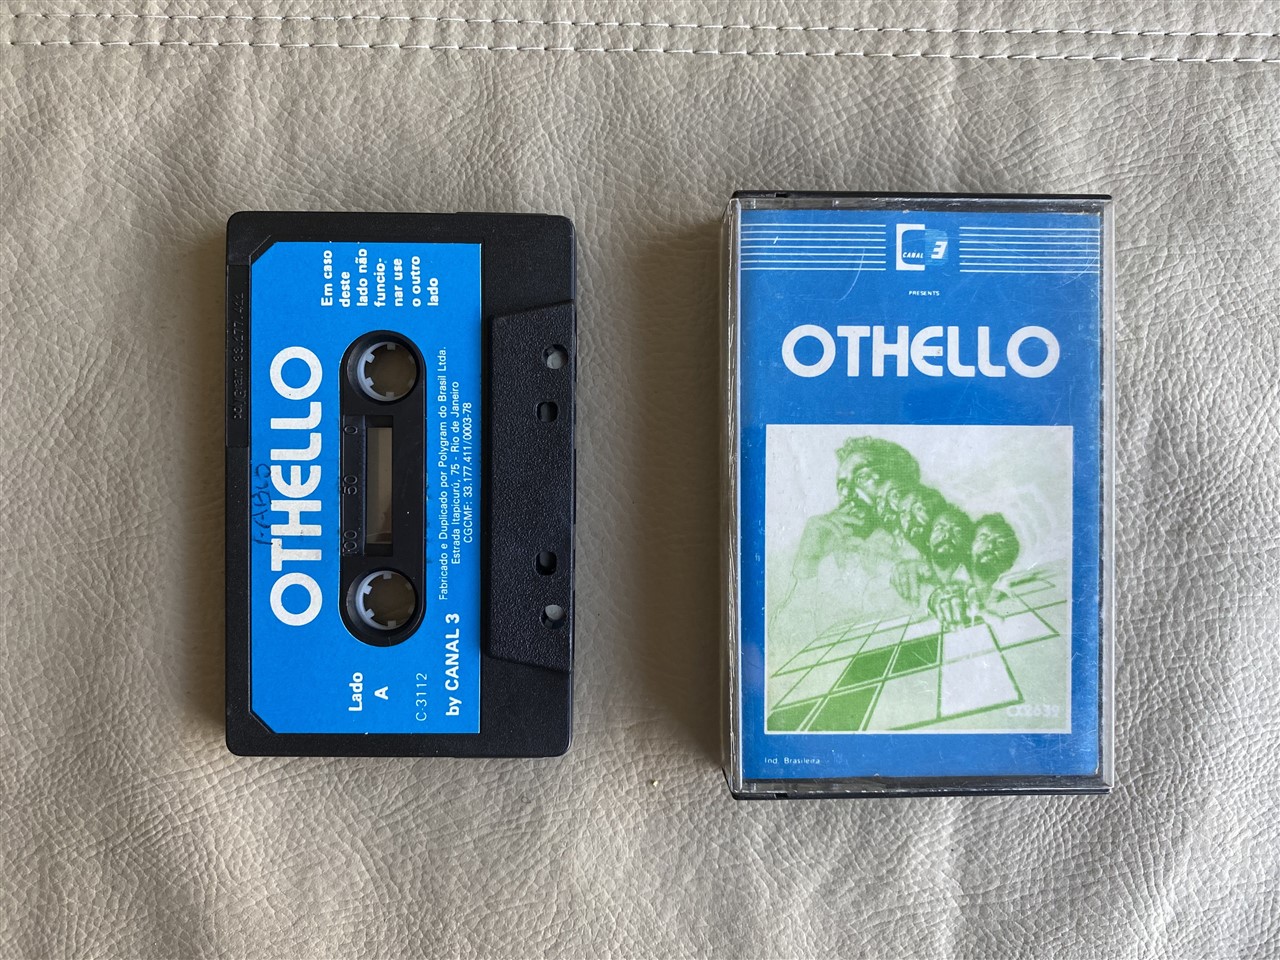 OTHELLO
Em caso
deste
lado não
funcio-
nar use
o outro
lado
100 50 0
Fabricado e Duplicado por Polygram do Brasil Ltda.
Estrada Itapicurú, 75 - Rio de Janeiro
CGCMF: 33.177.411/0003-78
Lado
A
C-3112
by CANAL 3
CANAL 3
PRESENTS
OTHELLO
Ind. Brasileira